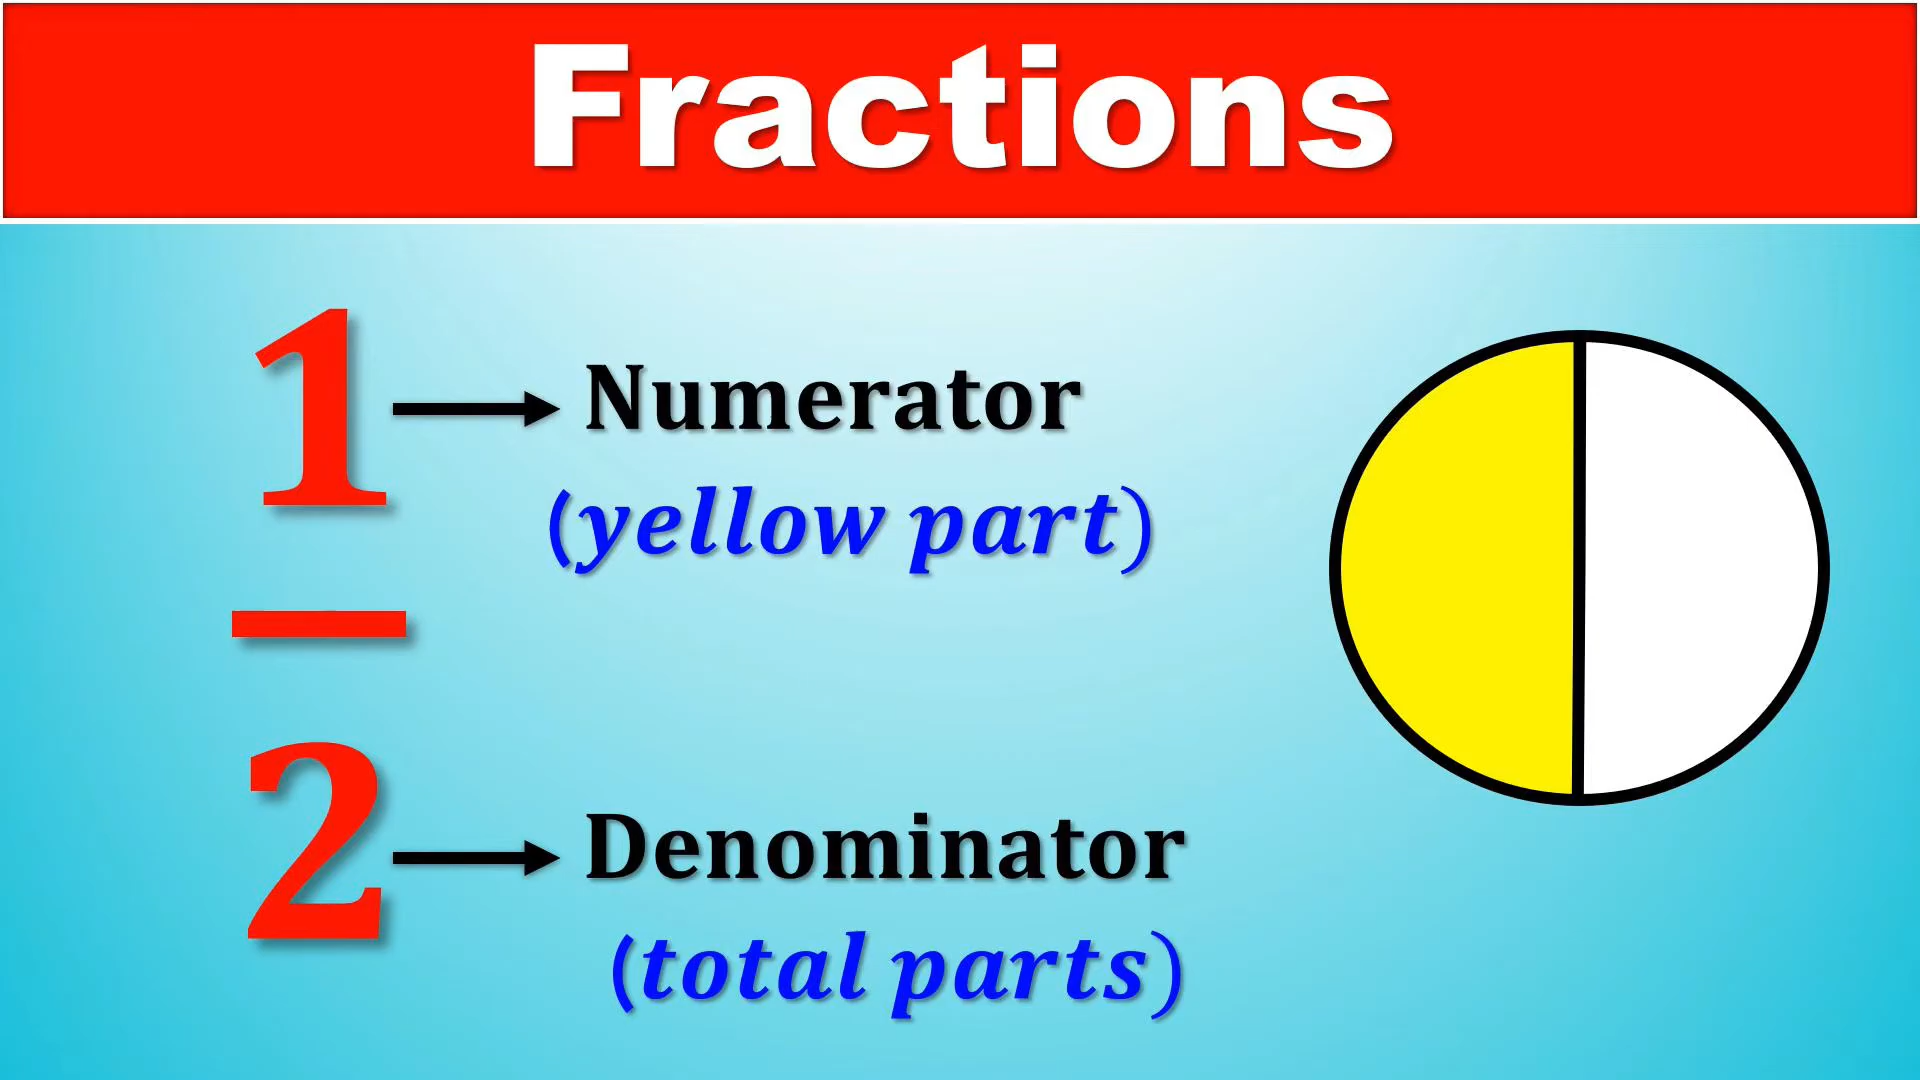 Fractions
1
Numerator
(yellow part)
2
Denominator
(total parts)